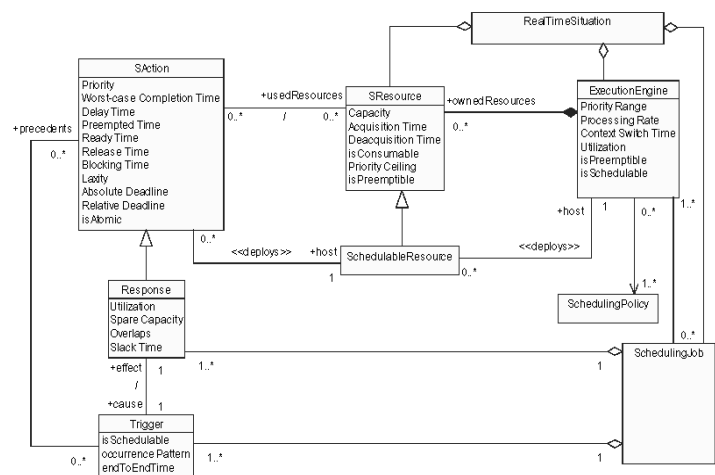 RealTimeSituation
SAction
Priority
Worst-case Completion Time
Delay Time
Preempted Time
Ready Time
Release Time
Blocking Time
Laxity
Absolute Deadline
Relative Deadline
isAtomic
+usedResources
0..*
/
0..*
SResource
Capacity
Acquisition Time
Deacquisition Time
isConsumable
Priority Ceiling
isPreemptible
+ownedResources
0..*
ExecutionEngine
Priority Range
Processing Rate
Context Switch Time
Utilization
isPreemptible
isSchedulable
+precedents
0..*
0..*
<<deploys>>
+host
1
SchedulableResource
0..*
<<deploys>>
+host
1
0..*
1..*
1..*
SchedulingPolicy
0..*
SchedulingJob
Response
Utilization
Spare Capacity
Overlaps
Slack Time
+effect
1
1..*
1
/
+cause
1
Trigger
isSchedulable
occurrence Pattern
endToEndTime
0..*
1..*
1